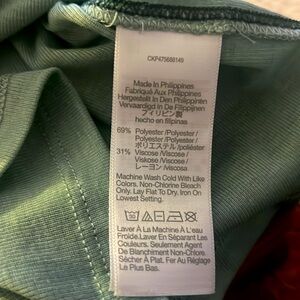 CKP475688149
Made In Philippines
Fabriqué Aux Philippines
Hergestellt In Den Philippinen
Vervaardigd In De Filippijnen
フィリピン製
hecho en filipinas
69% Polyester /Polyester /
Polyester /Polyester /
ポリエステル /poliéster
31% Viscose /Viscose /
Viskose /Viscose /
レーヨン /Viscosa
Machine Wash Cold With Like
Colors. Non-Chlorine Bleach
Only. Lay Flat To Dry. Iron On
Lowest Setting.
Laver À La Machine À L'eau
Froide.Laver En Séparant Les
Couleurs. Seulement Agent
De Blanchiment Non-Chloré.
Sécher À Plat. Fer Au Réglage
Le Plus Bas.